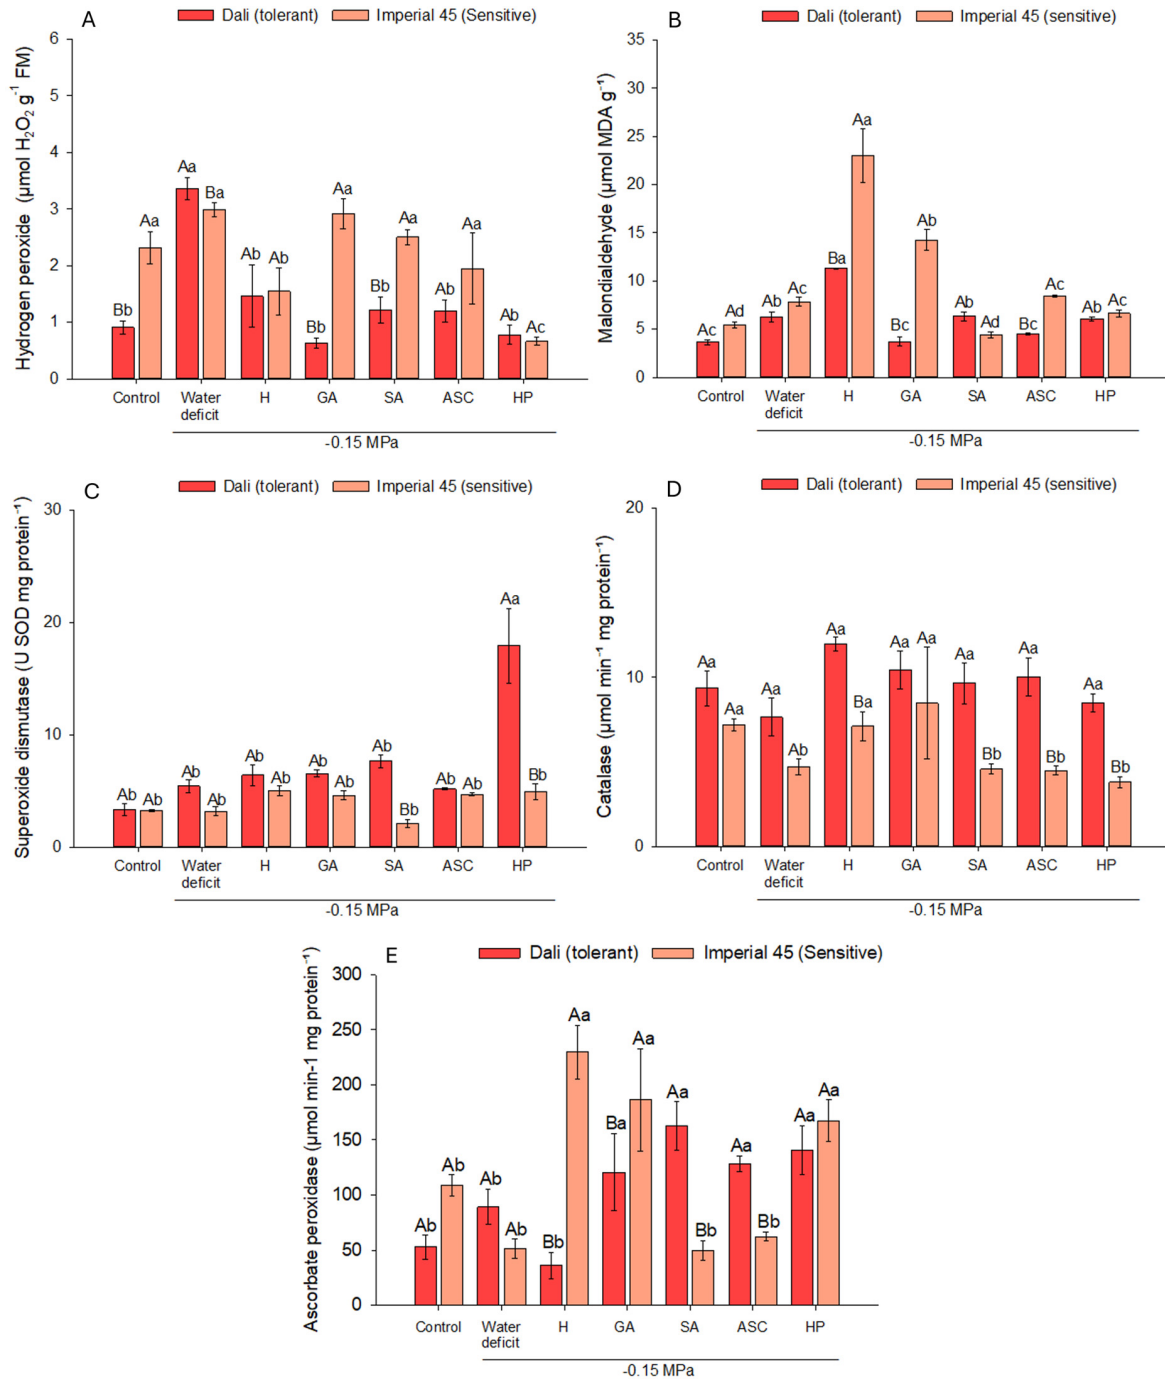 A
Dali (tolerant) Imperial 45 (Sensitive)
Hydrogen peroxide (µmol H₂O₂ g⁻¹ FM)
6
5
4
3
2
1
0
Bb Aa Aa Ba Ab Ab Bb Aa Bb Aa Ab Aa Ab Ac
Control Water deficit H GA SA ASC HP
-0.15 MPa
B
Dali (tolerant) Imperial 45 (sensitive)
Malondialdehyde (µmol MDA g⁻¹)
35
30
25
20
15
10
5
0
Ac Ad Ab Ac Ba Aa Bc Ab Ab Ad Bc Ac Ab Ac
Control Water deficit H GA SA ASC HP
-0.15 MPa
C
Dali (tolerant) Imperial 45 (sensitive)
Superoxide dismutase (U SOD mg protein⁻¹)
30
20
10
0
Ab Ab Ab Ab Ab Ab Ab Ab Ab Bb Ab Ab Aa Bb
Control Water deficit H GA SA ASC HP
-0.15 MPa
D
Dali (tolerant) Imperial 45 (sensitive)
Catalase (µmol min⁻¹ mg protein⁻¹)
20
10
0
Aa Aa Aa Ab Aa Ba Aa Aa Aa Bb Aa Bb Aa Bb
Control Water deficit H GA SA ASC HP
-0.15 MPa
E
Dali (tolerant) Imperial 45 (Sensitive)
Ascorbate peroxidase (µmol min-1 mg protein⁻¹)
300
250
200
150
100
50
0
Ab Ab Ab Ab Bb Aa Ba Aa Aa Bb Aa Bb Aa Aa
Control Water deficit H GA SA ASC HP
-0.15 MPa